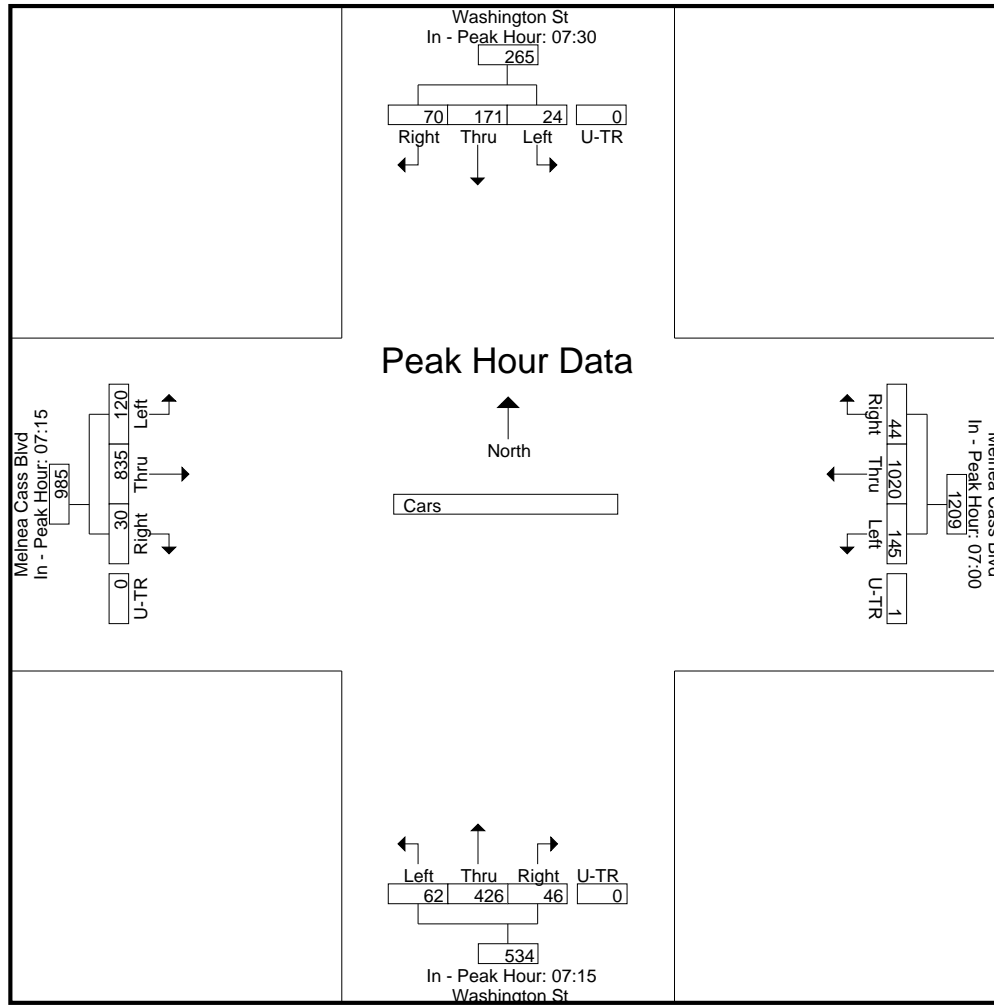 Washington St
In - Peak Hour: 07:30
265
70 171 24 0
Right Thru Left U-TR
Peak Hour Data
North
Cars
Melnea Cass Blvd
In - Peak Hour: 07:15
985
120 835 30 0
Left Thru Right U-TR
Melnea Cass Blvd
In - Peak Hour: 07:00
1209
44 1020 145 1
Right Thru Left U-TR
Left Thru Right U-TR
62 426 46 0
534
In - Peak Hour: 07:15
Washington St